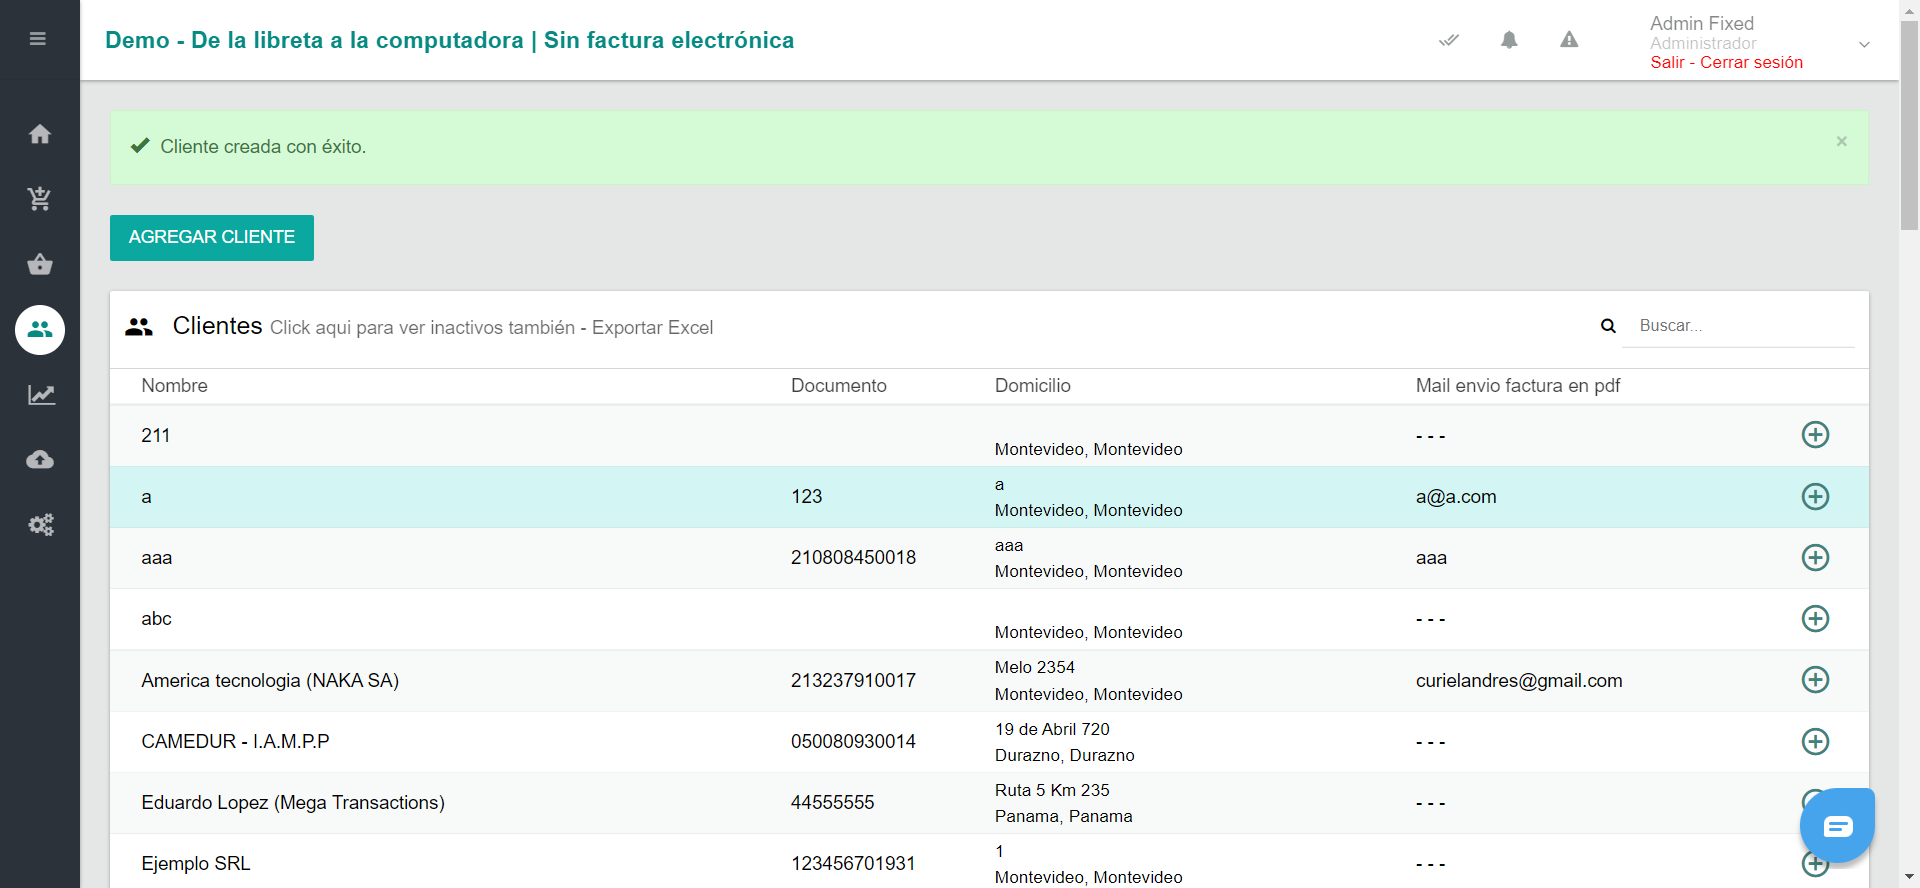 Demo - De la libreta a la computadora | Sin factura electrónica
Admin Fixed
Administrador
Salir - Cerrar sesión
Cliente creada con éxito.
×
AGREGAR CLIENTE
Clientes Click aqui para ver inactivos también - Exportar Excel
Buscar...
Nombre Documento Domicilio Mail envio factura en pdf
211 Montevideo, Montevideo - - -
a 123 a a@a.com
Montevideo, Montevideo
aaa 210808450018 aaa aaa
Montevideo, Montevideo
abc Montevideo, Montevideo - - -
America tecnologia (NAKA SA) 213237910017 Melo 2354 curielandres@gmail.com
Montevideo, Montevideo
CAMEDUR - I.A.M.P.P 050080930014 19 de Abril 720 - - -
Durazno, Durazno
Eduardo Lopez (Mega Transactions) 44555555 Ruta 5 Km 235 - - -
Panama, Panama
Ejemplo SRL 123456701931 1 - - -
Montevideo, Montevideo